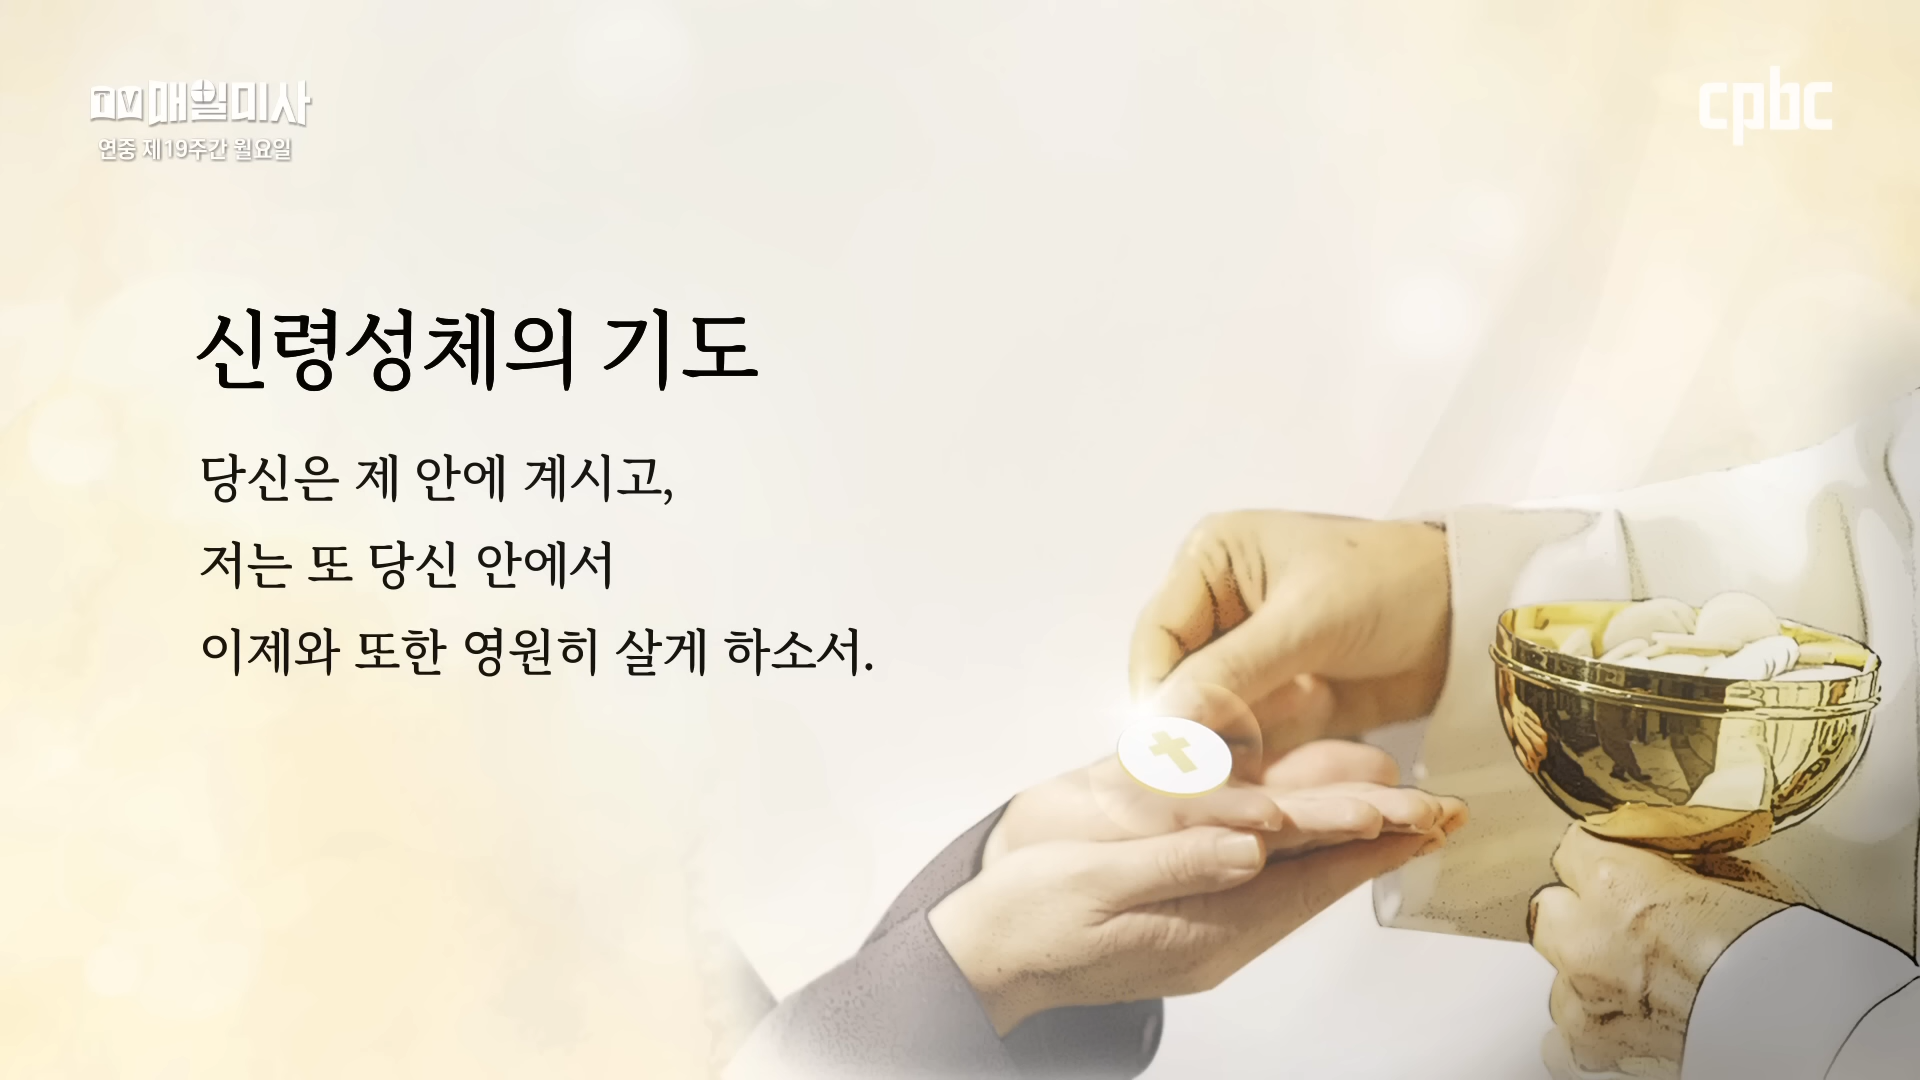 TV매일미사
연중 제19주간 월요일
cpbc
신령성체의 기도
당신은 제 안에 계시고,
저는 또 당신 안에서
이제와 또한 영원히 살게 하소서.